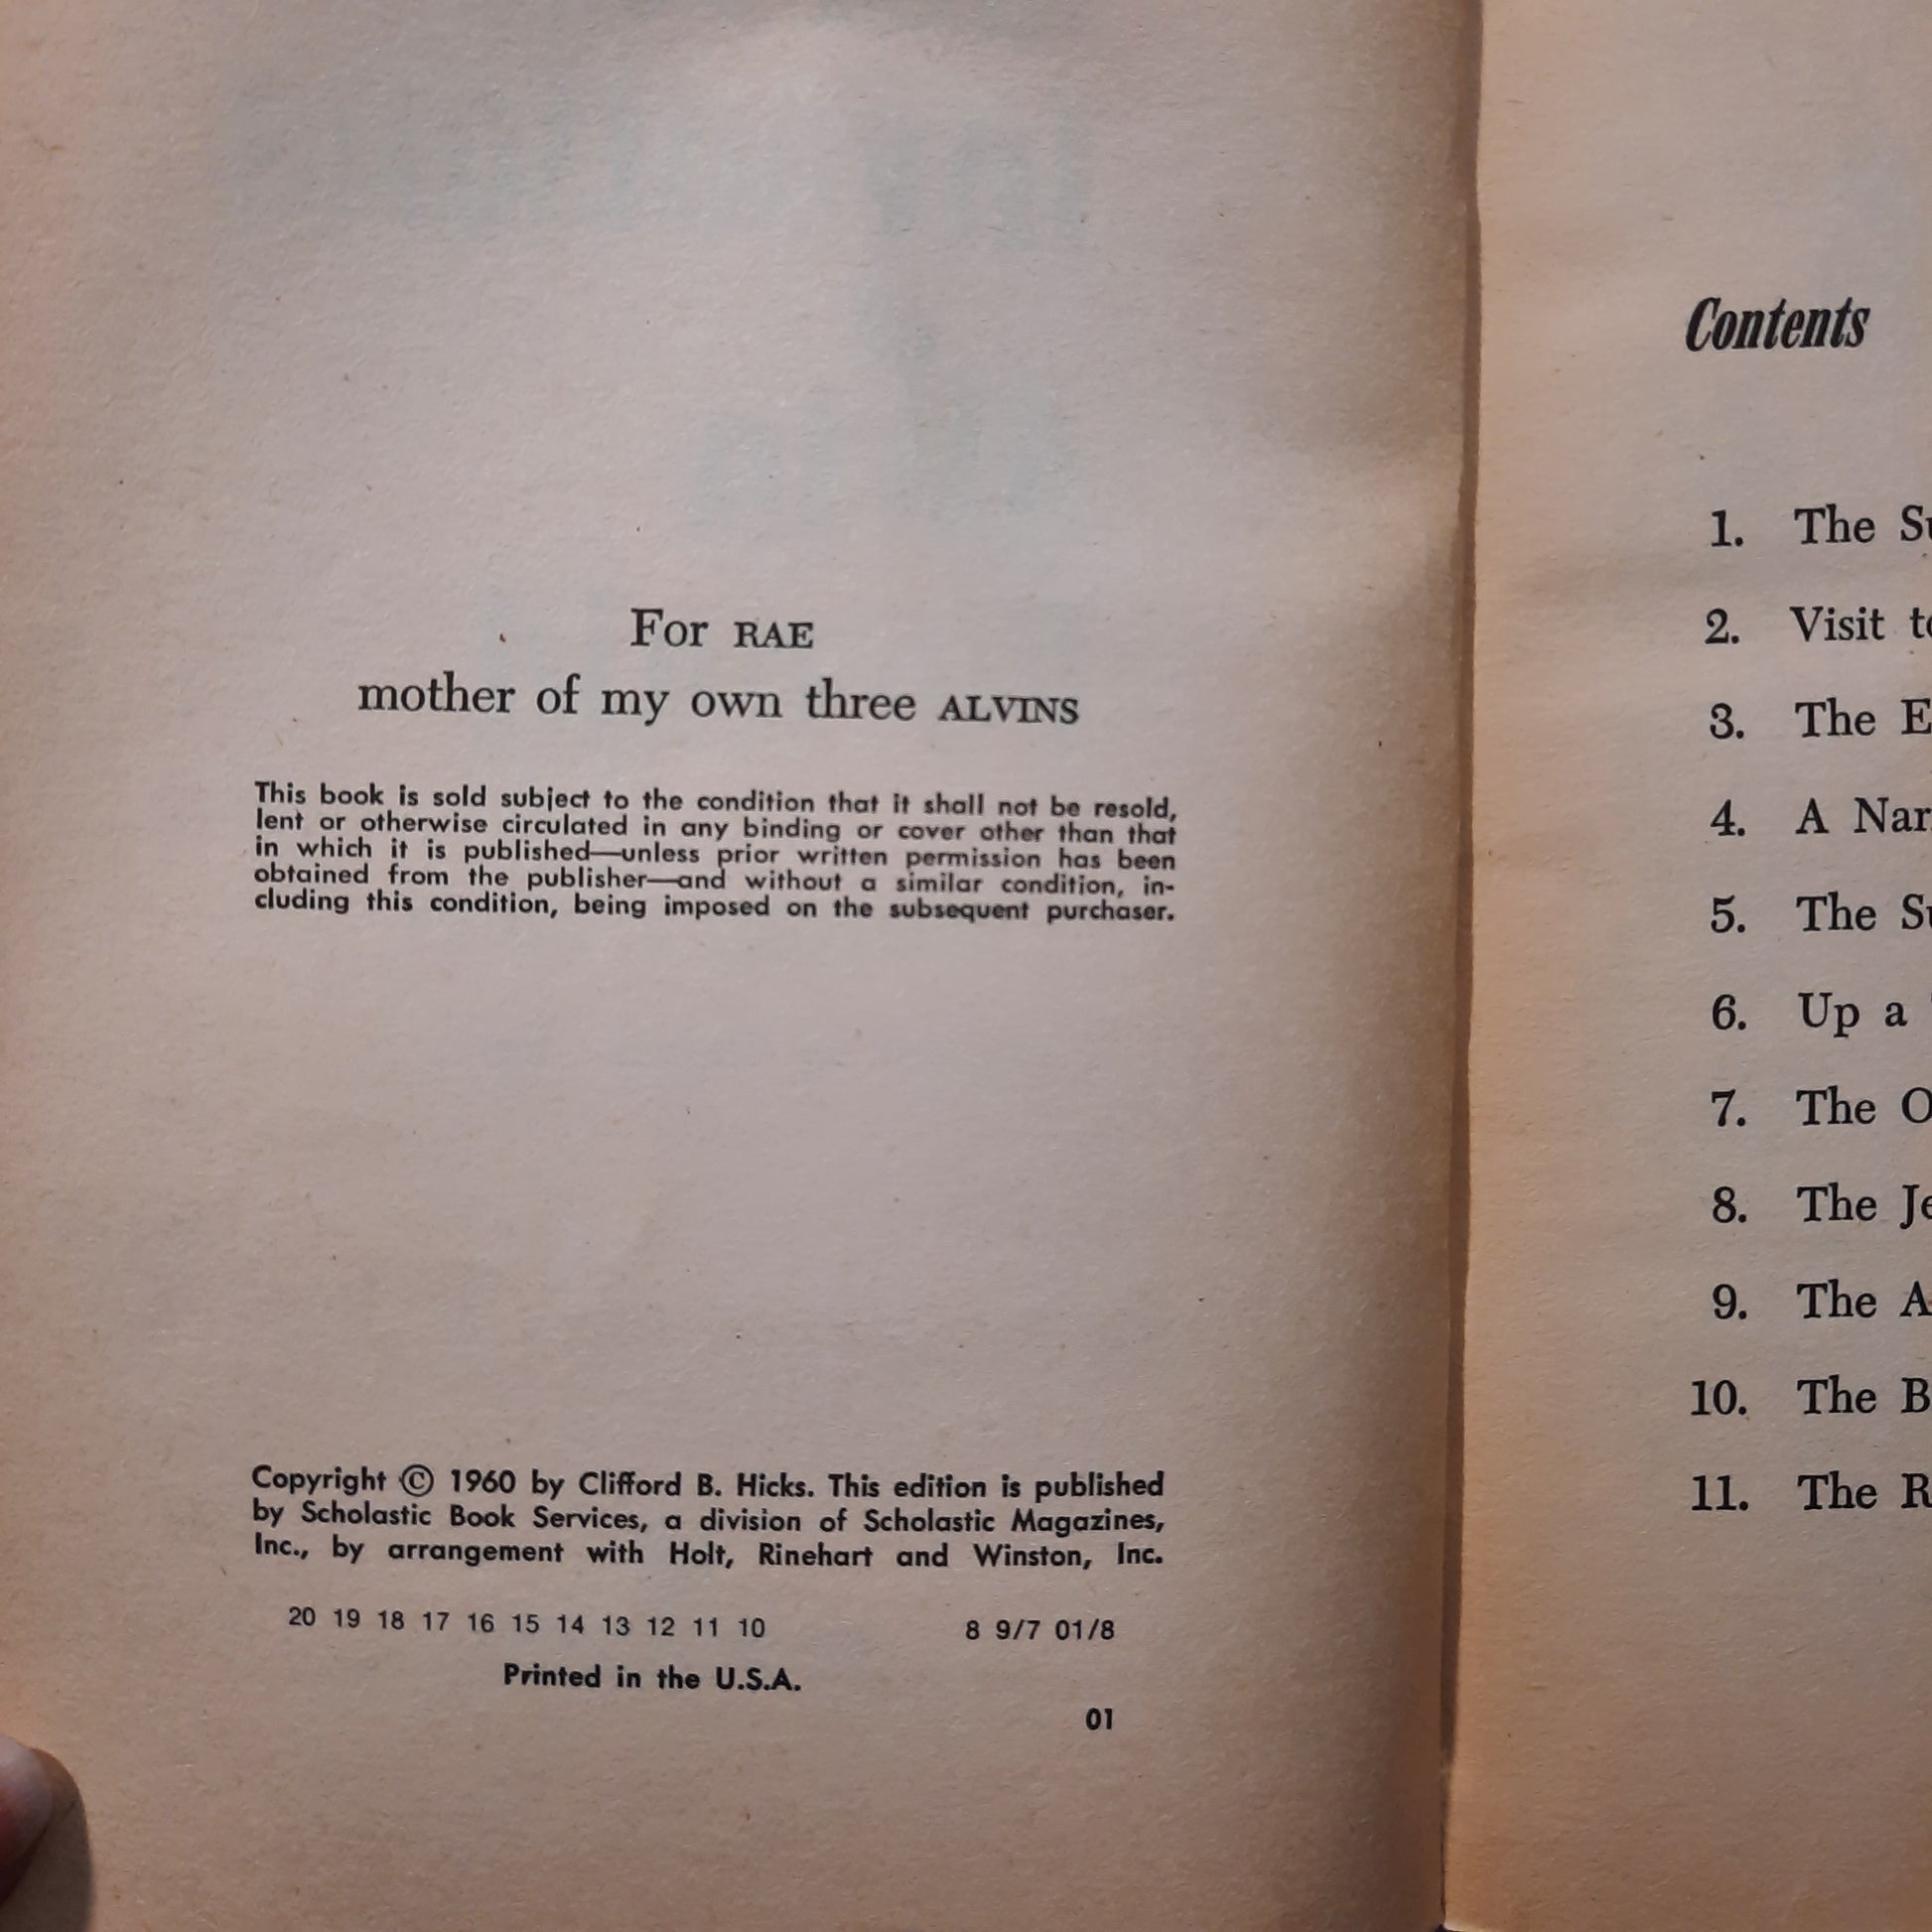 For RAE
mother of my own three ALVINS
This book is sold subject to the condition that it shall not be resold,
lent or otherwise circulated in any binding or cover other than that
in which it is published—unless prior written permission has been
obtained from the publisher—and without a similar condition, in-
cluding this condition, being imposed on the subsequent purchaser.
Copyright © 1960 by Clifford B. Hicks. This edition is published
by Scholastic Book Services, a division of Scholastic Magazines,
Inc., by arrangement with Holt, Rinehart and Winston, Inc.
20 19 18 17 16 15 14 13 12 11 10 8 9/7 01/8
Printed in the U.S.A.
01
Contents
1. The
2. Visit
3. The
4. A
5. The
6. Up a
7. The
8. The
9. The
10. The
11. The